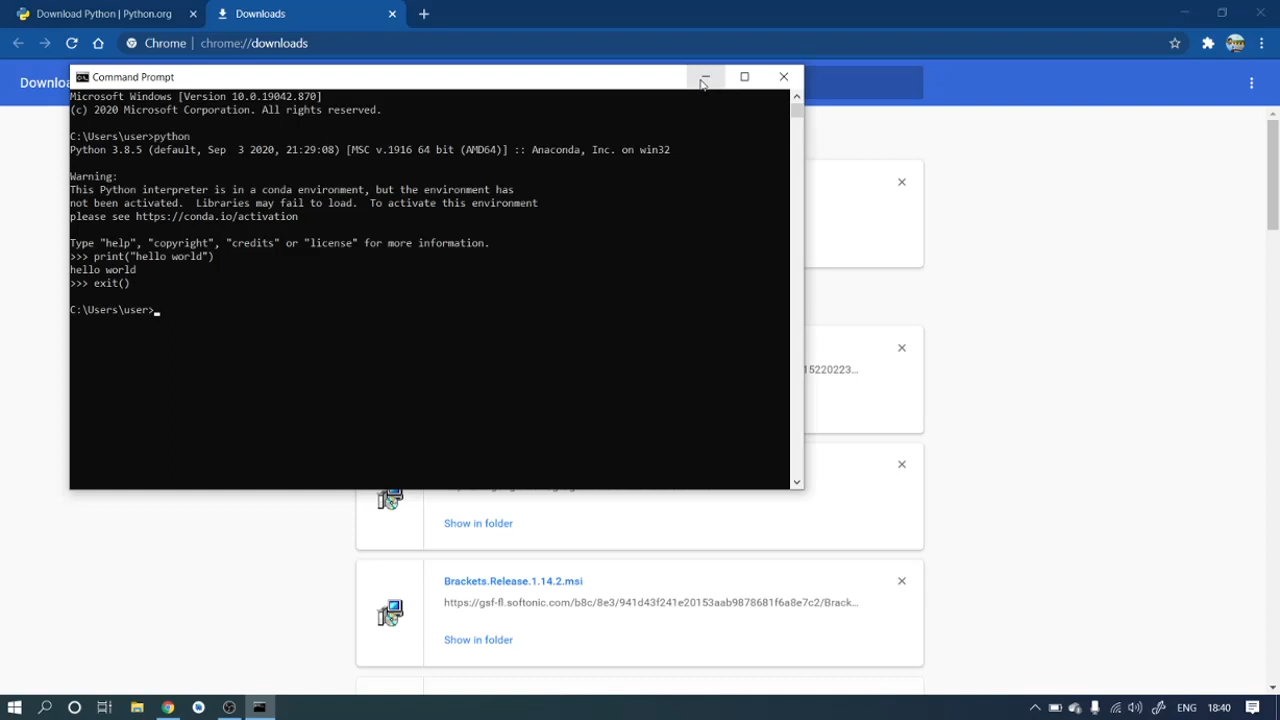 Download Python | Python.org
Downloads
Chrome | chrome://downloads
Downloa
Command Prompt
Microsoft Windows [Version 10.0.19042.870]
(c) 2020 Microsoft Corporation. All rights reserved.
C:\Users\user>python
Python 3.8.5 (default, Sep  3 2020, 21:29:08) [MSC v.1916 64 bit (AMD64)] :: Anaconda, Inc. on win32
Warning:
This Python interpreter is in a conda environment, but the environment has
not been activated.  Libraries may fail to load.  To activate this environment
please see https://conda.io/activation
Type "help", "copyright", "credits" or "license" for more information.
>>> print("hello world")
hello world
>>> exit()
C:\Users\user>
15220223...
Show in folder
Brackets.Release.1.14.2.msi
https://gsf-fl.softonic.com/b8c/8e3/941d43f241e20153aab9878681f6a8e7c2/Brack...
Show in folder
ENG 18:40